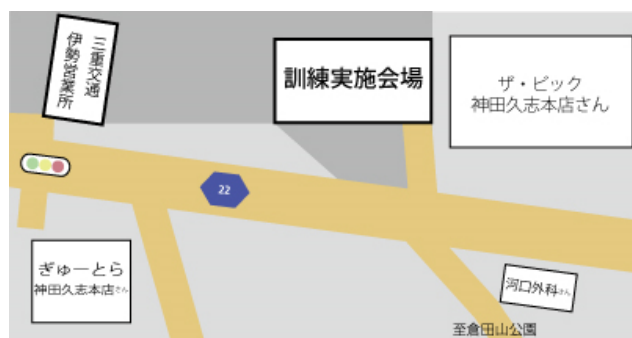 三重交通
伊勢営業所
訓練実施会場
ザ・ビック
神田久志本店さん
22
ぎゅーとら
神田久志本店さん
河口外科さん
至倉田山公園